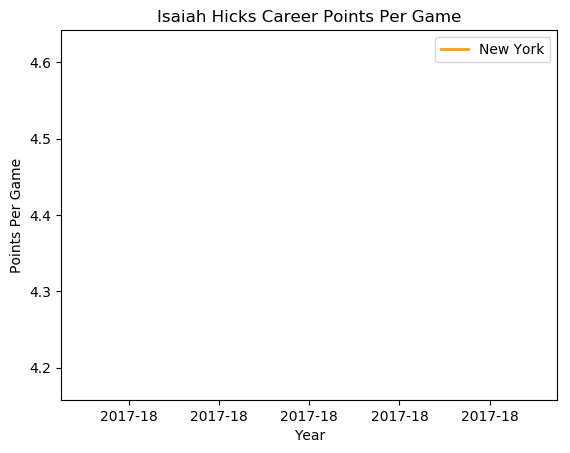 Isaiah Hicks Career Points Per Game
New York
4.6
4.5
4.4
4.3
4.2
Points Per Game
2017-18 2017-18 2017-18 2017-18 2017-18
Year